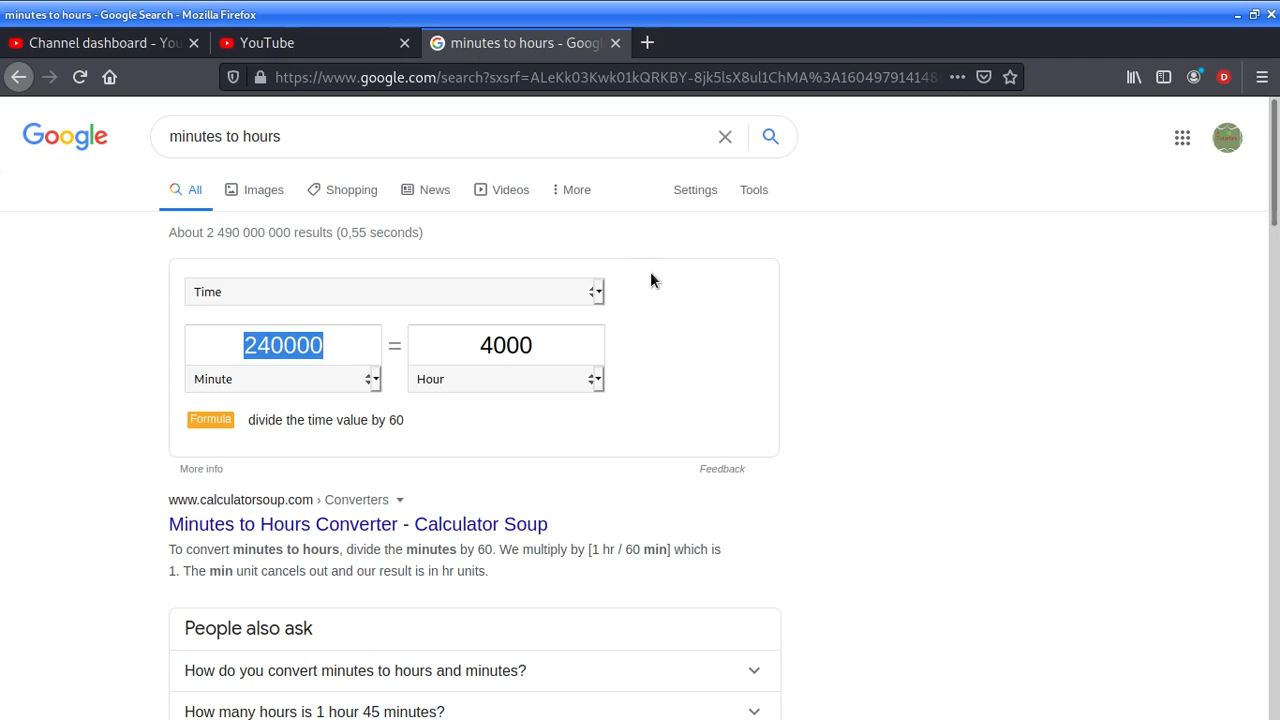 minutes to hours - Google Search - Mozilla Firefox
Channel dashboard - You
YouTube
minutes to hours - Goog
https://www.google.com/search?sxsrf=ALeKk03Kwk01kQRKBY-8jk5lsX8ul1ChMA%3A160497914148
D
Google
minutes to hours
All
Images
Shopping
News
Videos
More
Settings
Tools
About 2 490 000 000 results (0,55 seconds)
Time
240000 = 4000
Minute
Hour
Formula divide the time value by 60
More info
Feedback
www.calculatorsoup.com › Converters
Minutes to Hours Converter - Calculator Soup
To convert minutes to hours, divide the minutes by 60. We multiply by [1 hr / 60 min] which is
1. The min unit cancels out and our result is in hr units.
People also ask
How do you convert minutes to hours and minutes?
How many hours is 1 hour 45 minutes?